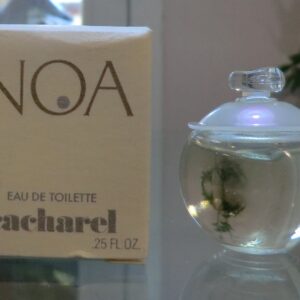 NOA
EAU DE TOILETTE
cacharel
.25 FL.OZ.